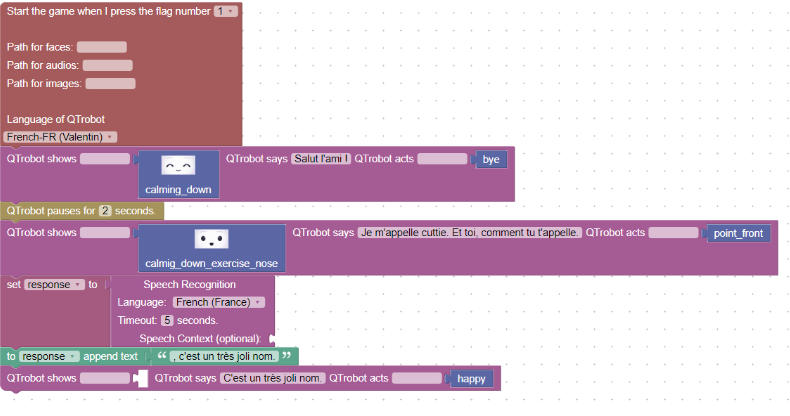 Start the game when I press the flag number 1
Path for faces:
Path for audios:
Path for images:
Language of QTrobot
French-FR (Valentin)
QTrobot shows calming_down QTrobot says Salut l'ami ! QTrobot acts bye
QTrobot pauses for 2 seconds.
QTrobot shows calmig_down_exercise_nose QTrobot says Je m'appelle cuttie. Et toi, comment tu t'appelle. QTrobot acts point_front
set response to Speech Recognition
Language: French (France)
Timeout: 5 seconds.
Speech Context (optional):
to response append text “ , c'est un très joli nom. ”
QTrobot shows QTrobot says C'est un très joli nom. QTrobot acts happy